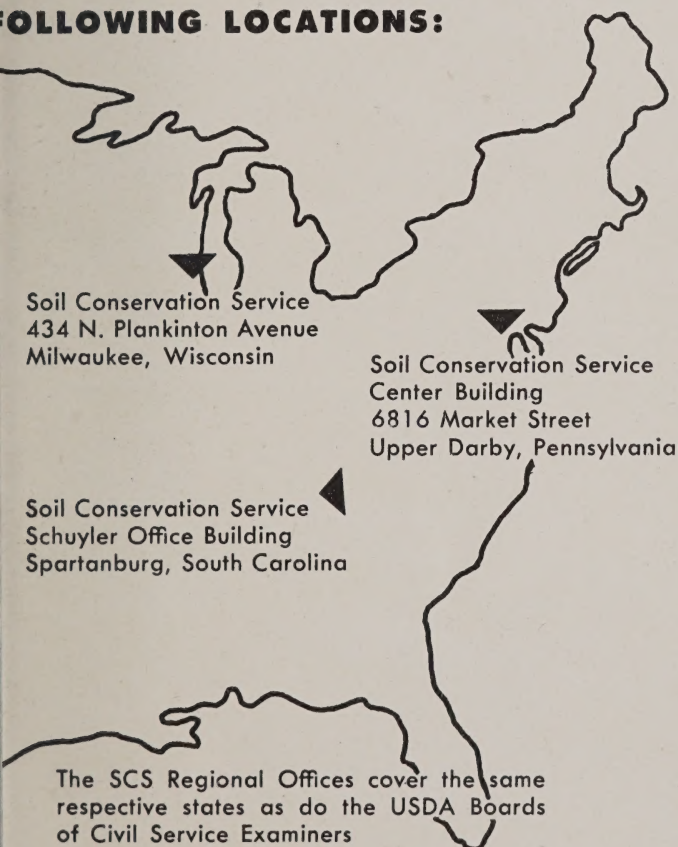 FOLLOWING LOCATIONS:
Soil Conservation Service
434 N. Plankinton Avenue
Milwaukee, Wisconsin
Soil Conservation Service
Center Building
6816 Market Street
Upper Darby, Pennsylvania
Soil Conservation Service
Schuyler Office Building
Spartanburg, South Carolina
The SCS Regional Offices cover the same
respective states as do the USDA Boards
of Civil Service Examiners